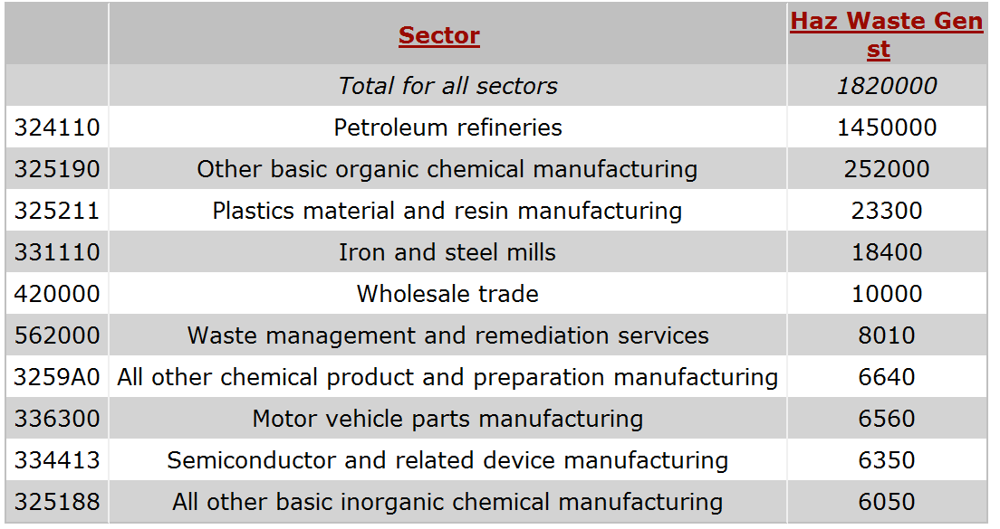 Sector Haz Waste Gen
st
Total for all sectors 1820000
324110 Petroleum refineries 1450000
325190 Other basic organic chemical manufacturing 252000
325211 Plastics material and resin manufacturing 23300
331110 Iron and steel mills 18400
420000 Wholesale trade 10000
562000 Waste management and remediation services 8010
3259A0 All other chemical product and preparation manufacturing 6640
336300 Motor vehicle parts manufacturing 6560
334413 Semiconductor and related device manufacturing 6350
325188 All other basic inorganic chemical manufacturing 6050